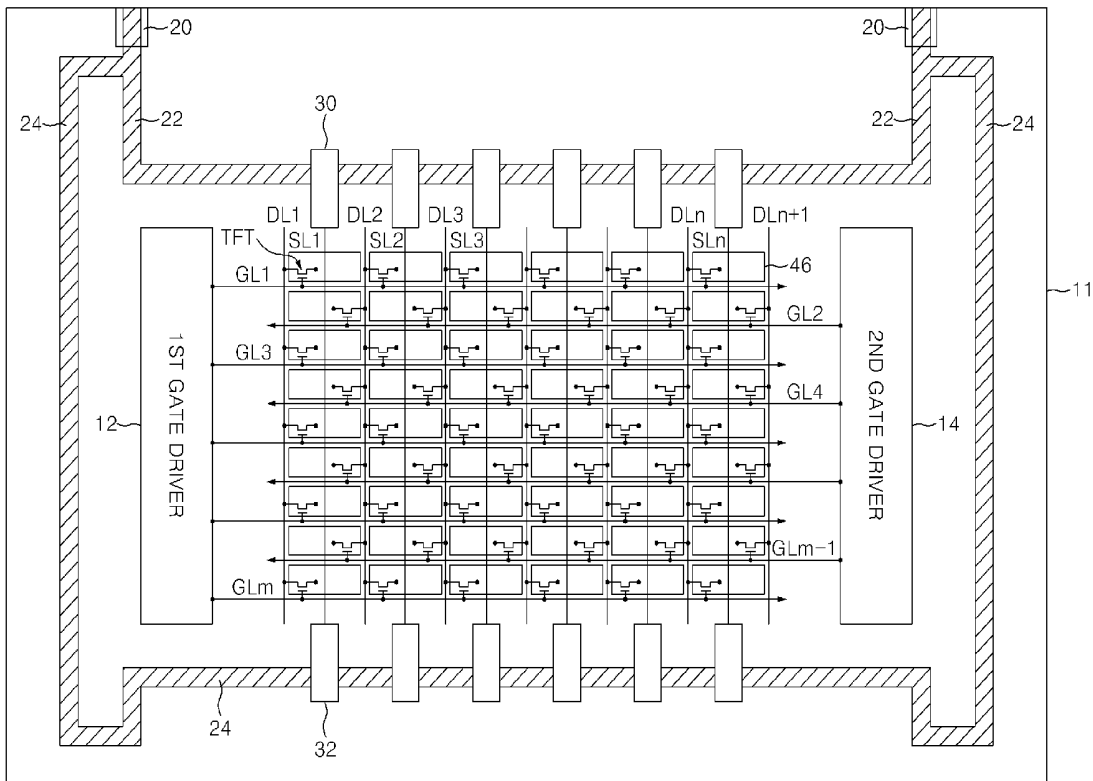 20 20
24 22 30 22 24
DL1 DL2 DL3 DLn DLn+1
TFT SL1 SL2 SL3 SLn
GL1 46
11
GL2
GL3
GL4
12 1ST GATE DRIVER 2ND GATE DRIVER 14
GLm-1
GLm
24 32